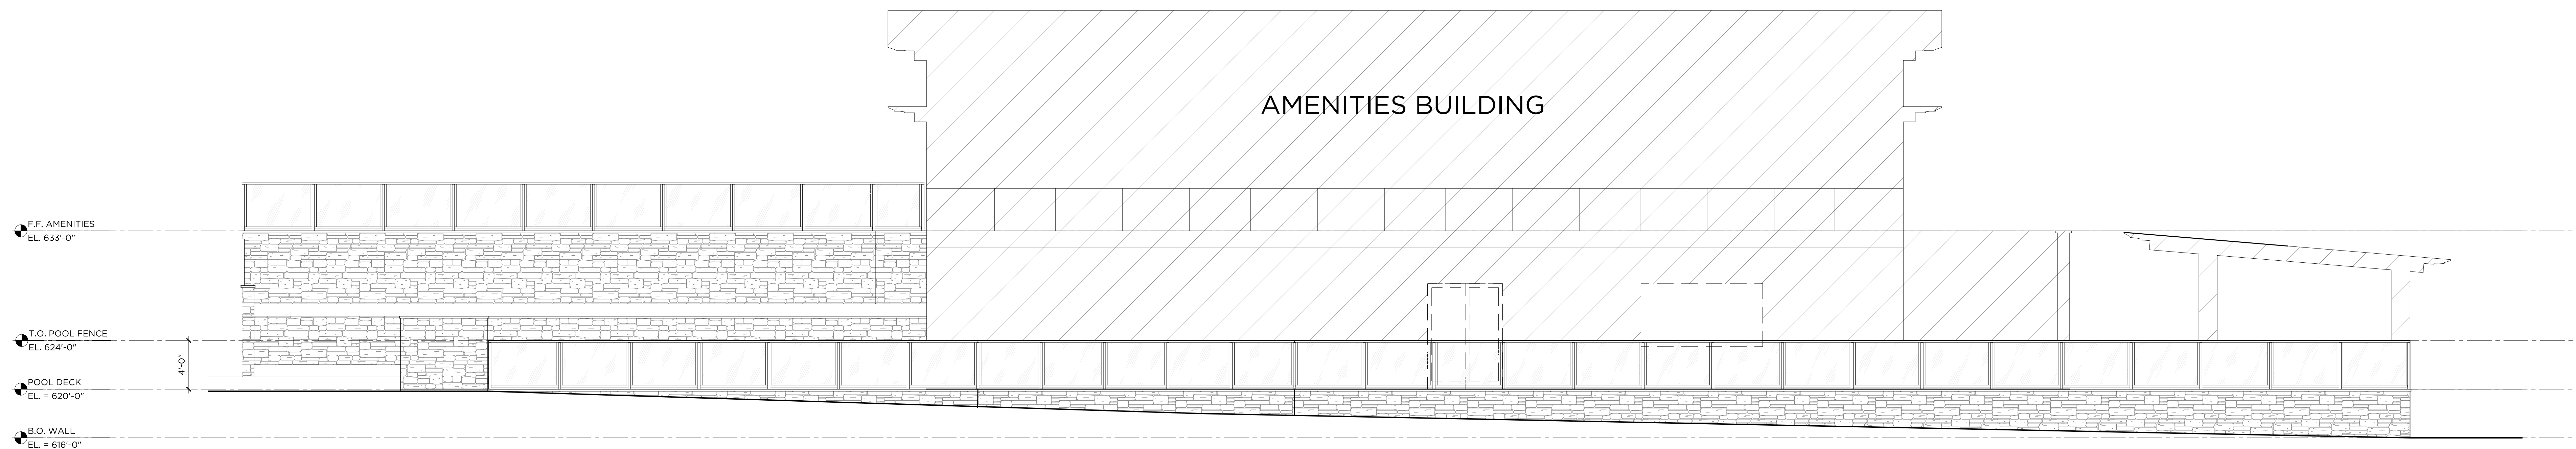 AMENITIES BUILDING
F.F. AMENITIES
EL. 633'-0"
T.O. POOL FENCE
EL. 624'-0"
4'-0"
POOL DECK
EL. = 620'-0"
B.O. WALL
EL. = 616'-0"